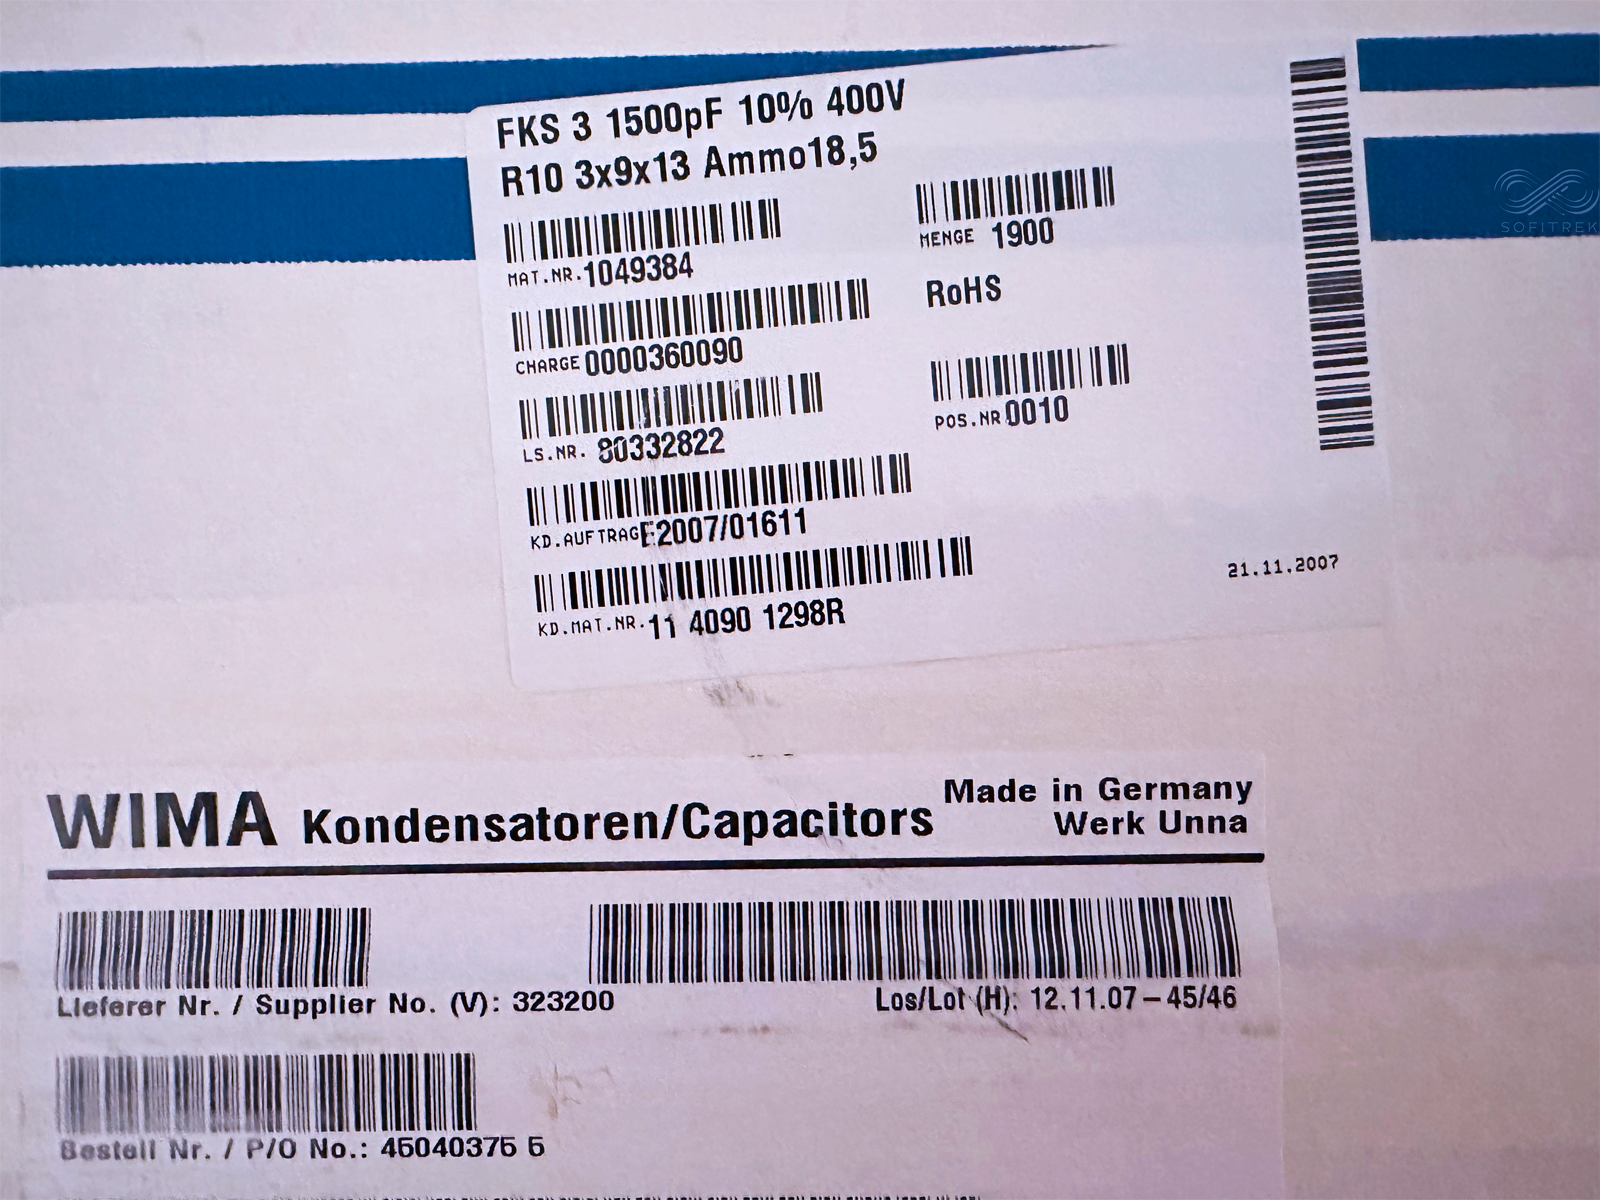 FKS 3 1500pF 10% 400V
R10 3x9x13 Ammo18,5
MAT.NR.1049384
MENGE 1900
CHARGE 0000360090
RoHS
LS.NR. 80332822
POS.NR 0010
KD.AUFTRAG E2007/01611
KD.MAT.NR. 11 4090 1298R
21.11.2007
SOFITREK
WIMA Kondensatoren/Capacitors
Made in Germany
Werk Unna
Lieferer Nr. / Supplier No. (V): 323200
Los/Lot (H): 12.11.07 – 45/46
Bestell Nr. / P/O No.: 45040375 5